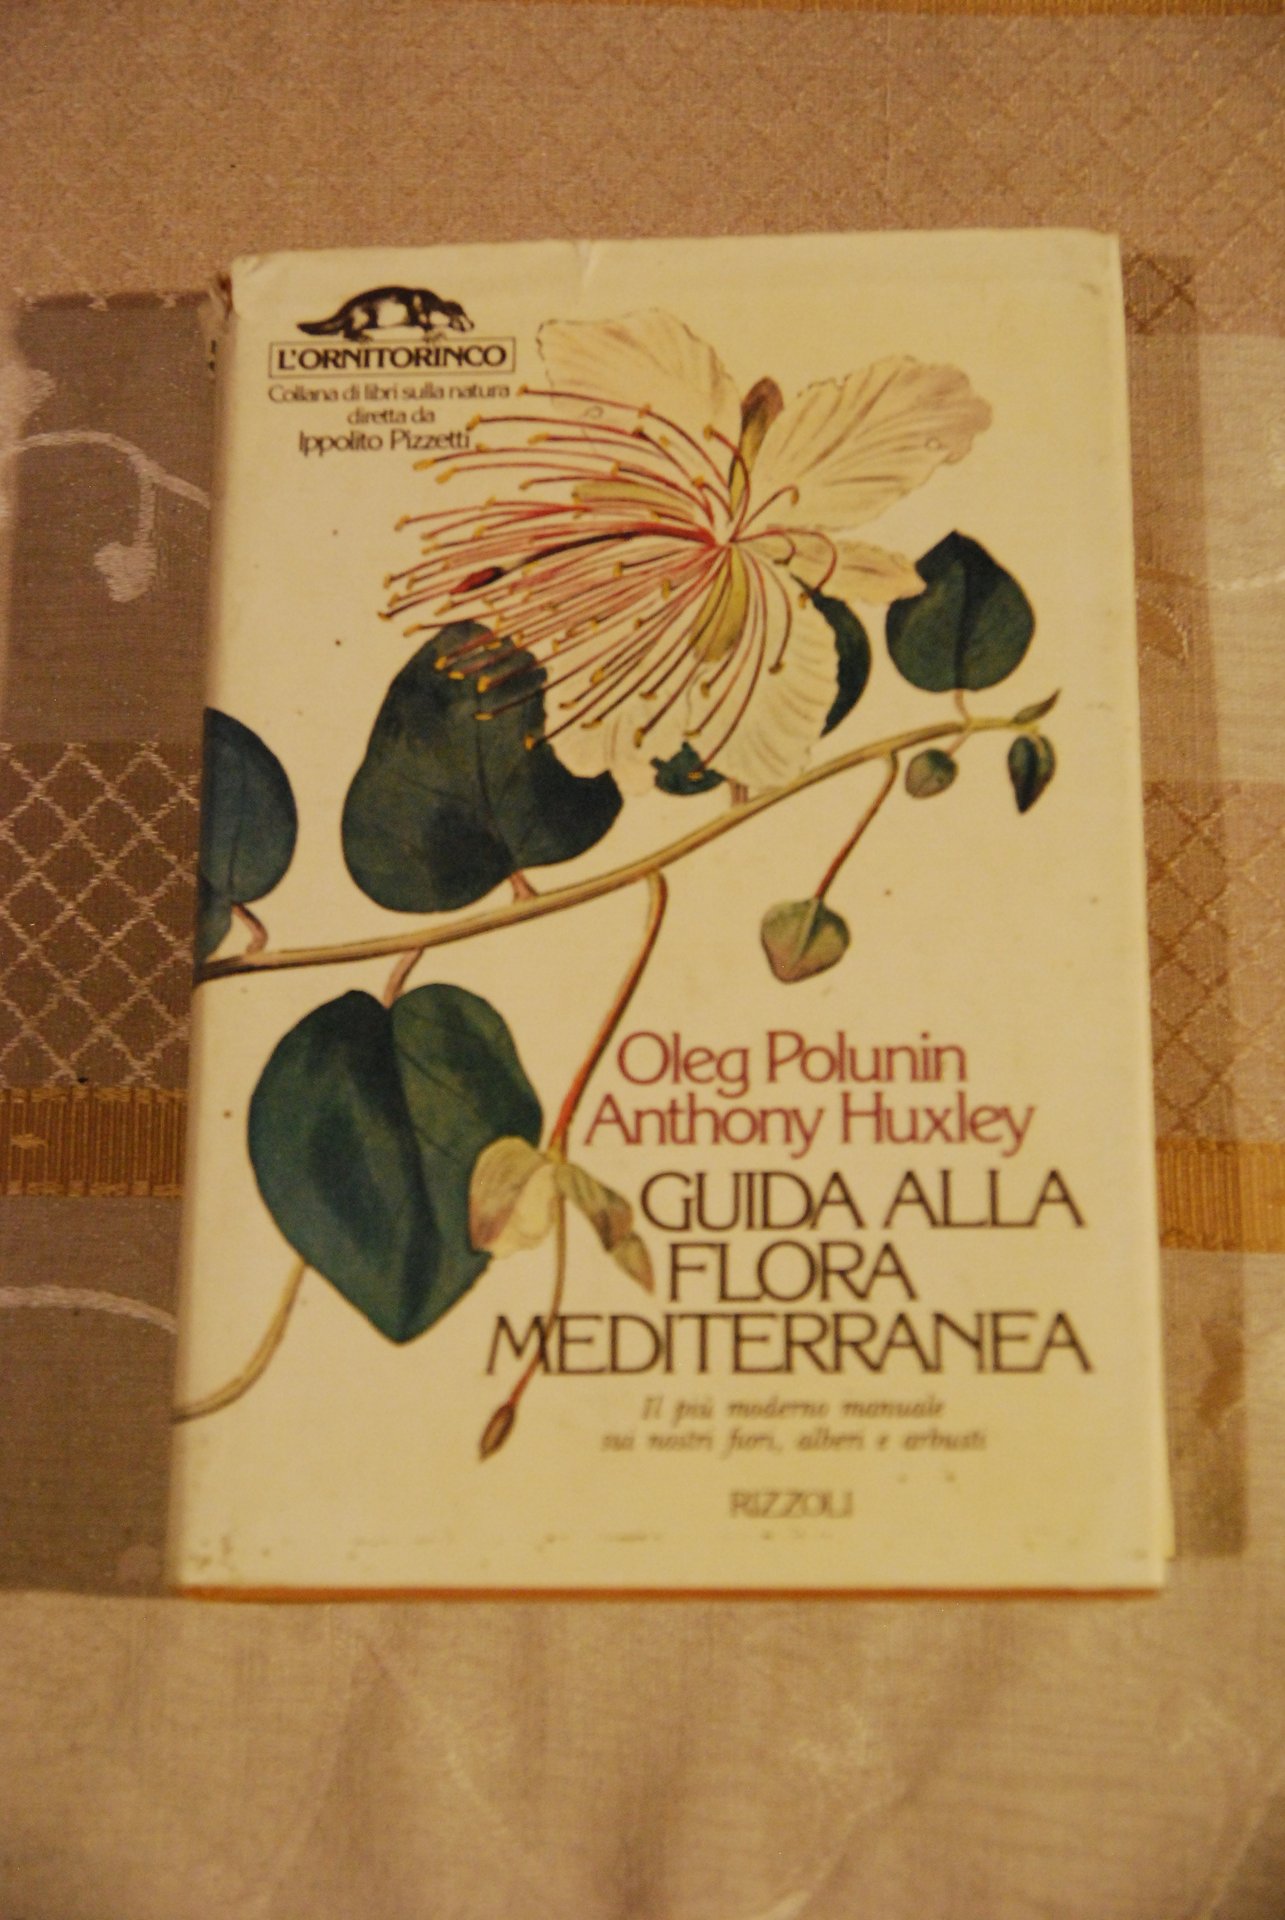 L'ORNITORINCO
Collana di libri sulla natura
diretta da
Ippolito Pizzetti
Oleg Polunin
Anthony Huxley
GUIDA ALLA
FLORA
MEDITERRANEA
Il più moderno manuale
sui nostri fiori, alberi e arbusti
RIZZOLI